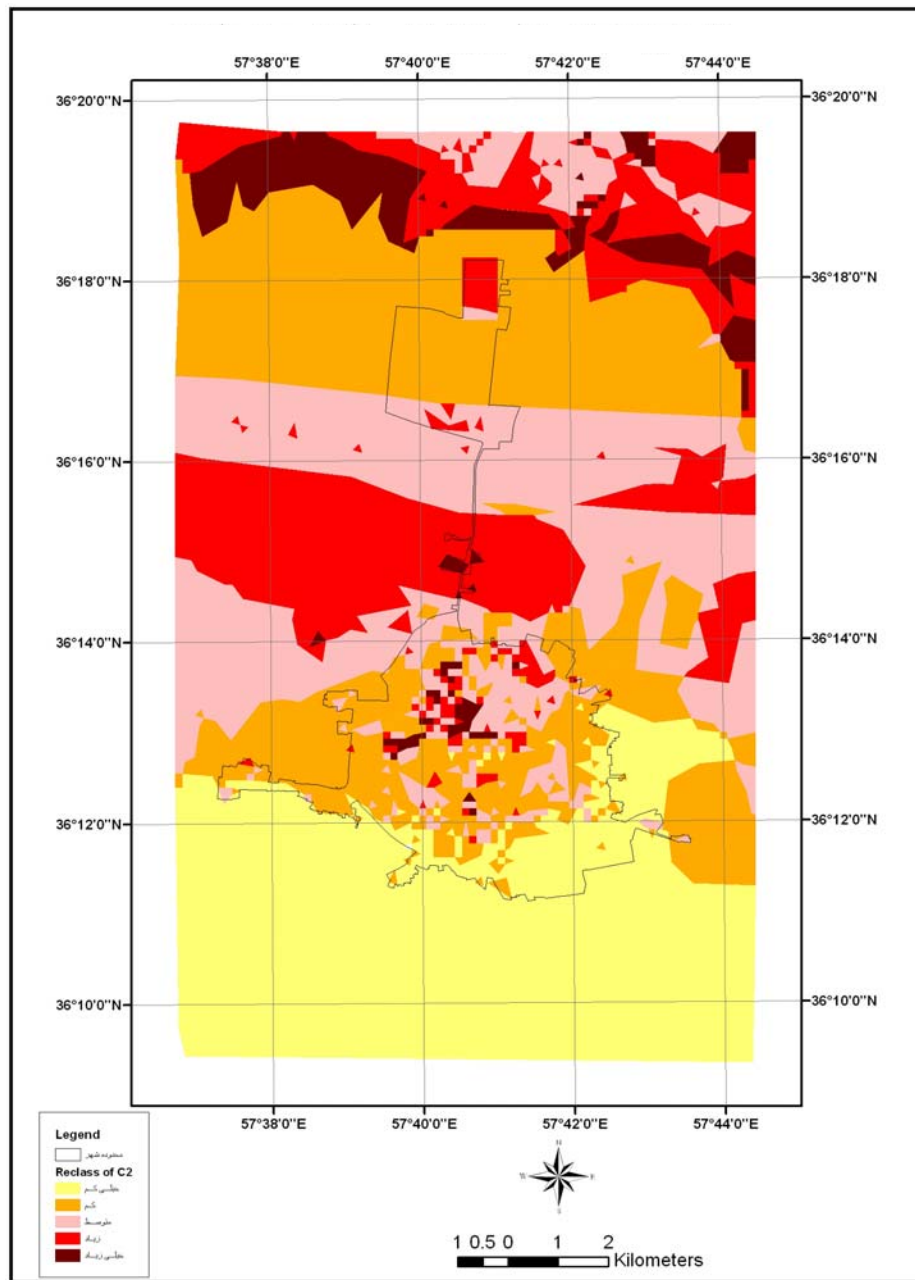 57°38'0"E 57°40'0"E 57°42'0"E 57°44'0"E
36°20'0"N 36°20'0"N
36°18'0"N 36°18'0"N
36°16'0"N 36°16'0"N
36°14'0"N 36°14'0"N
36°12'0"N 36°12'0"N
36°10'0"N 36°10'0"N
57°38'0"E 57°40'0"E 57°42'0"E 57°44'0"E
Legend
محدوده شهر
Reclass of C2
خیلی کم
کم
متوسط
زیاد
خیلی زیاد
N
W E
S
1 0.5 0 1 2
Kilometers